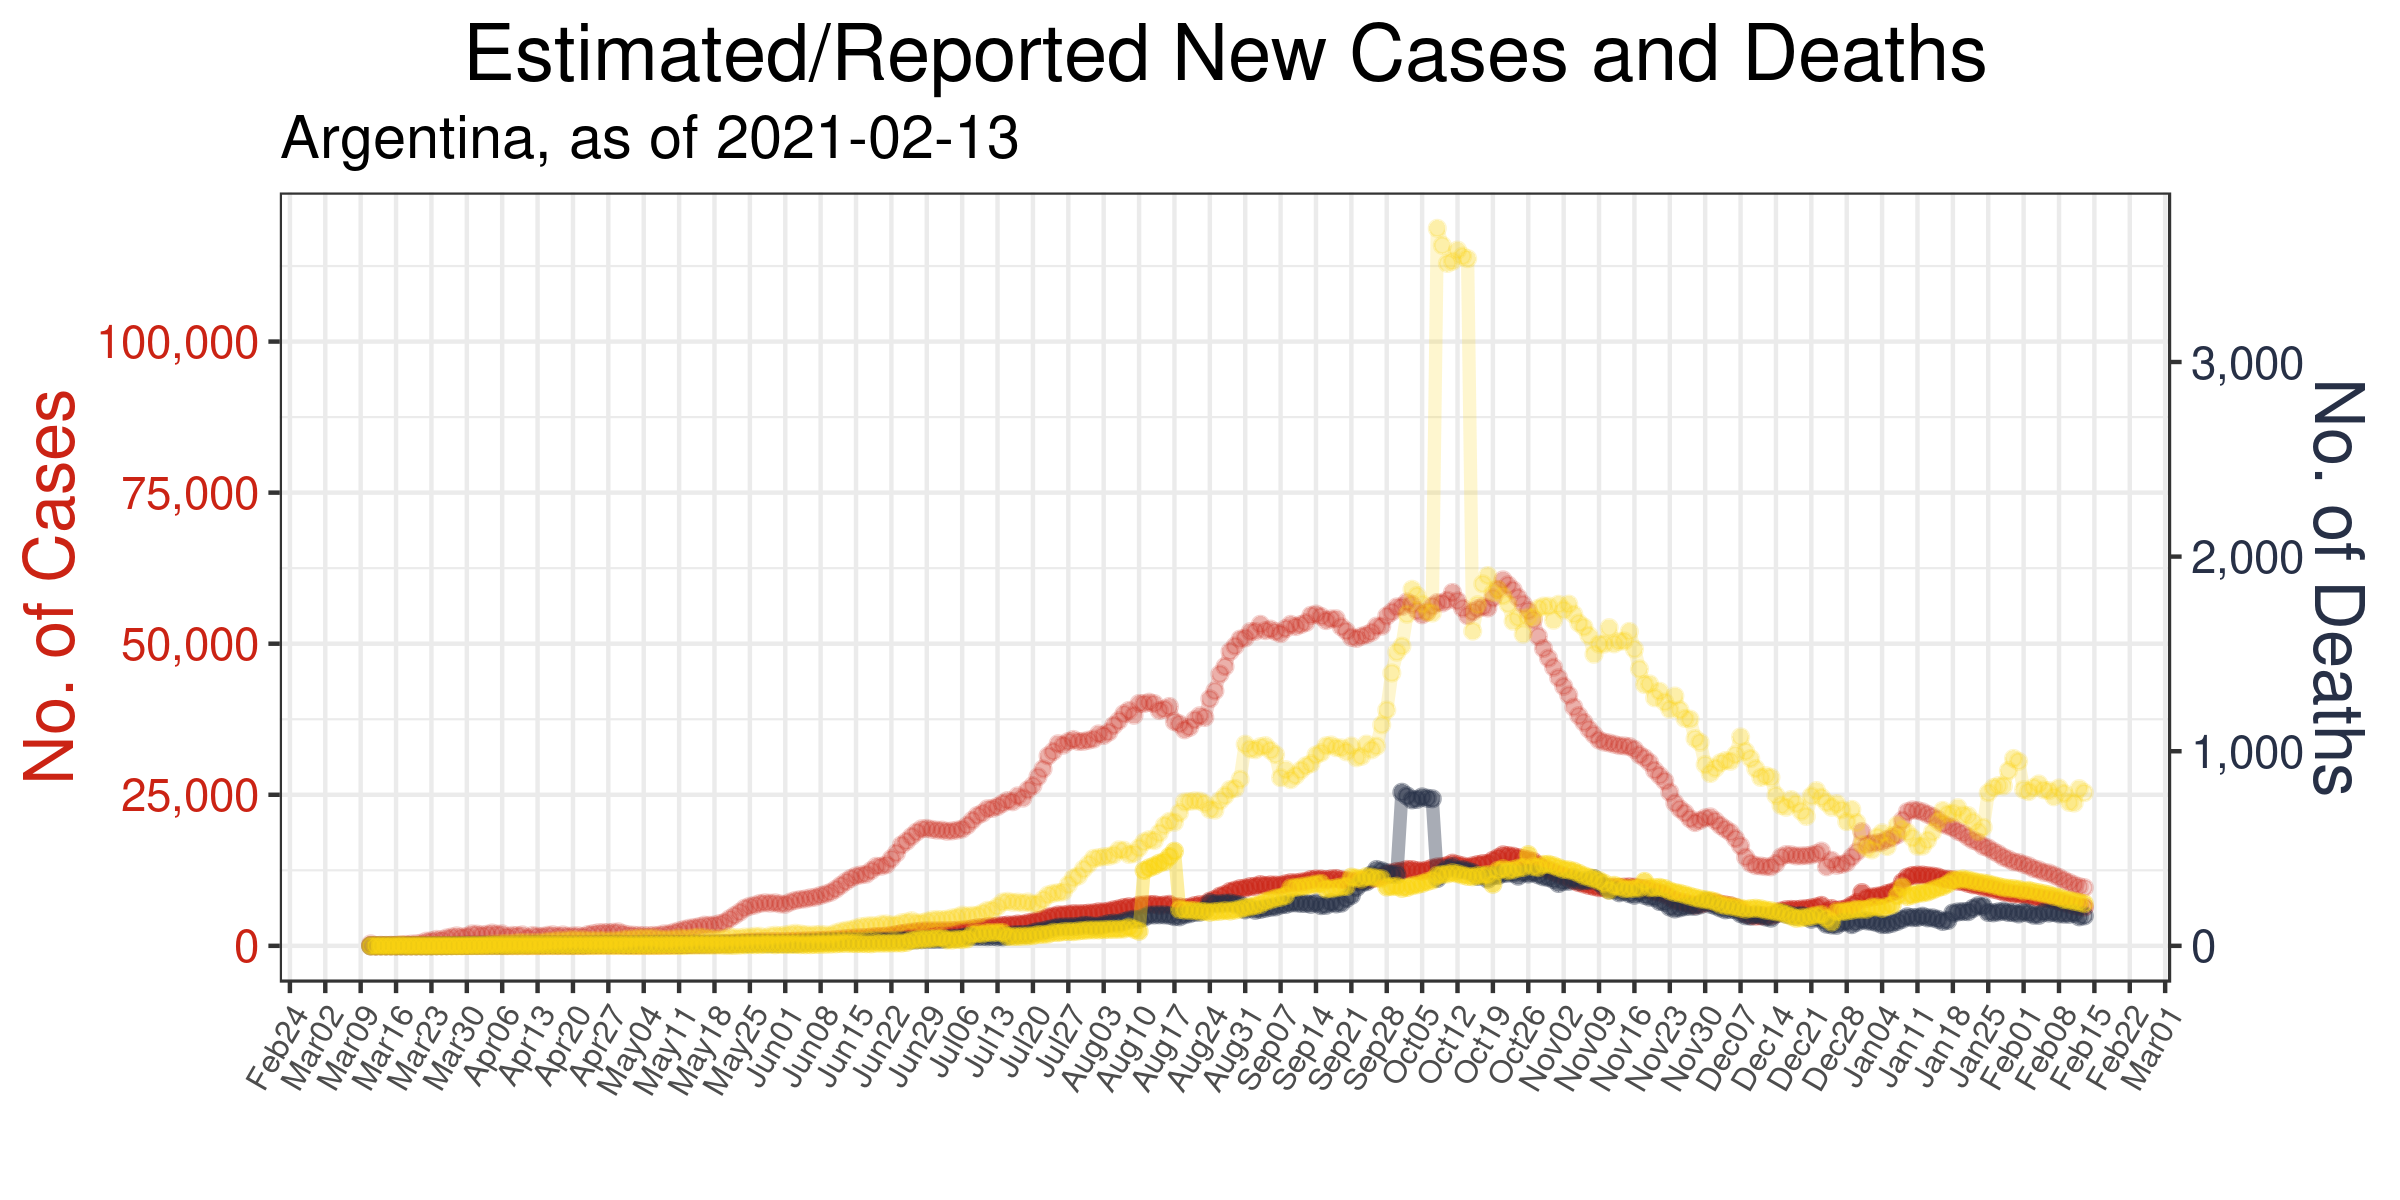 Estimated/Reported New Cases and Deaths
Argentina, as of 2021-02-13
No. of Cases
100,000
75,000
50,000
25,000
0
3,000
2,000
1,000
0
No. of Deaths
Feb24
Mar02
Mar09
Mar16
Mar23
Mar30
Apr06
Apr13
Apr20
Apr27
May04
May11
May18
May25
Jun01
Jun08
Jun15
Jun22
Jun29
Jul06
Jul13
Jul20
Jul27
Aug03
Aug10
Aug17
Aug24
Aug31
Sep07
Sep14
Sep21
Sep28
Oct05
Oct12
Oct19
Oct26
Nov02
Nov09
Nov16
Nov23
Nov30
Dec07
Dec14
Dec21
Dec28
Jan04
Jan11
Jan18
Jan25
Feb01
Feb08
Feb15
Feb22
Mar01